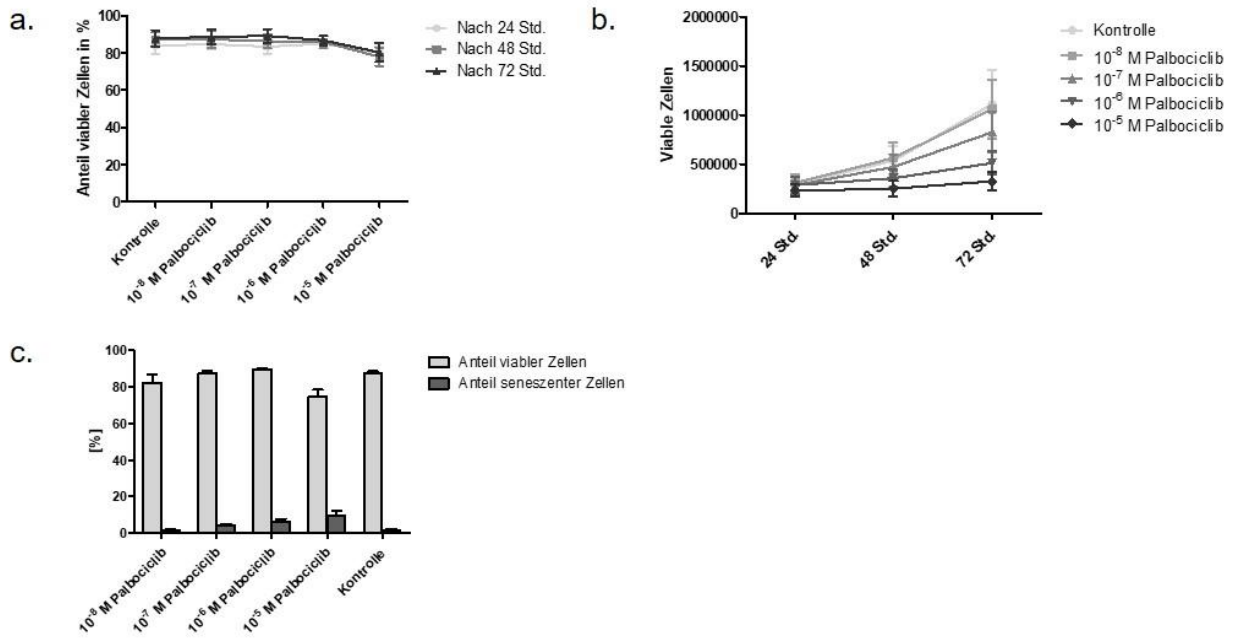 a.
Anteil viabler Zellen in %
100
80
60
40
20
0
Kontrolle
10⁻⁸ M Palbociclib
10⁻⁷ M Palbociclib
10⁻⁶ M Palbociclib
10⁻⁵ M Palbociclib
Nach 24 Std.
Nach 48 Std.
Nach 72 Std.
b.
Viable Zellen
2000000
1500000
1000000
500000
0
24 Std.
48 Std.
72 Std.
Kontrolle
10⁻⁸ M Palbociclib
10⁻⁷ M Palbociclib
10⁻⁶ M Palbociclib
10⁻⁵ M Palbociclib
c.
[%]
100
80
60
40
20
0
10⁻⁸ M Palbociclib
10⁻⁷ M Palbociclib
10⁻⁶ M Palbociclib
10⁻⁵ M Palbociclib
Kontrolle
Anteil viabler Zellen
Anteil seneszenter Zellen